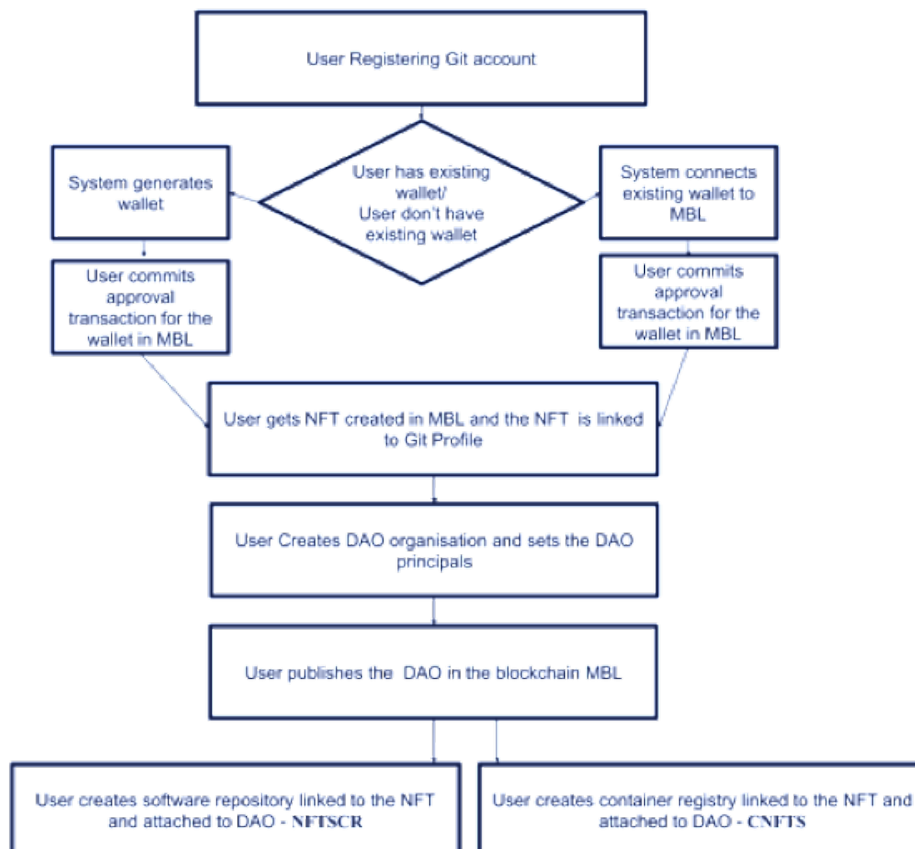 User Registering Git account
User has existing
wallet/
User don't have
existing wallet
System generates
wallet
System connects
existing wallet to
MBL
User commits
approval
transaction for the
wallet in MBL
User commits
approval
transaction for the
wallet in MBL
User gets NFT created in MBL and the NFT is linked
to Git Profile
User Creates DAO organisation and sets the DAO
principals
User publishes the DAO in the blockchain MBL
User creates software repository linked to the NFT
and attached to DAO - NFTSCR
User creates container registry linked to the NFT and
attached to DAO - CNFTS